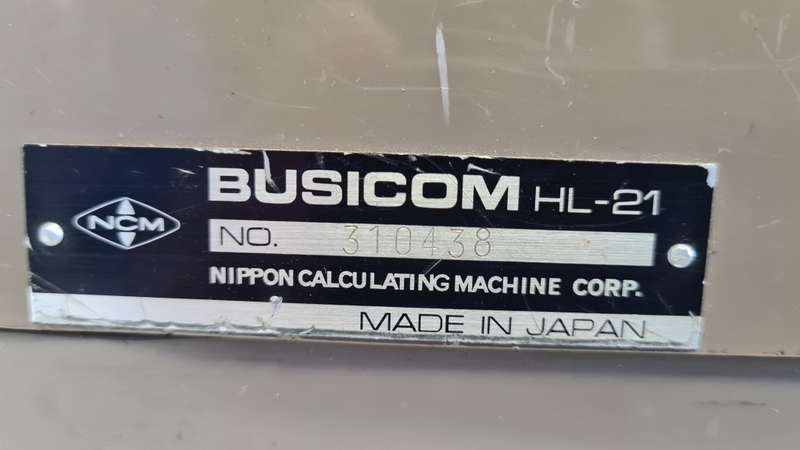 BUSICOM HL-21
NCM
NO. 310438
NIPPON CALCULATING MACHINE CORP.
MADE IN JAPAN